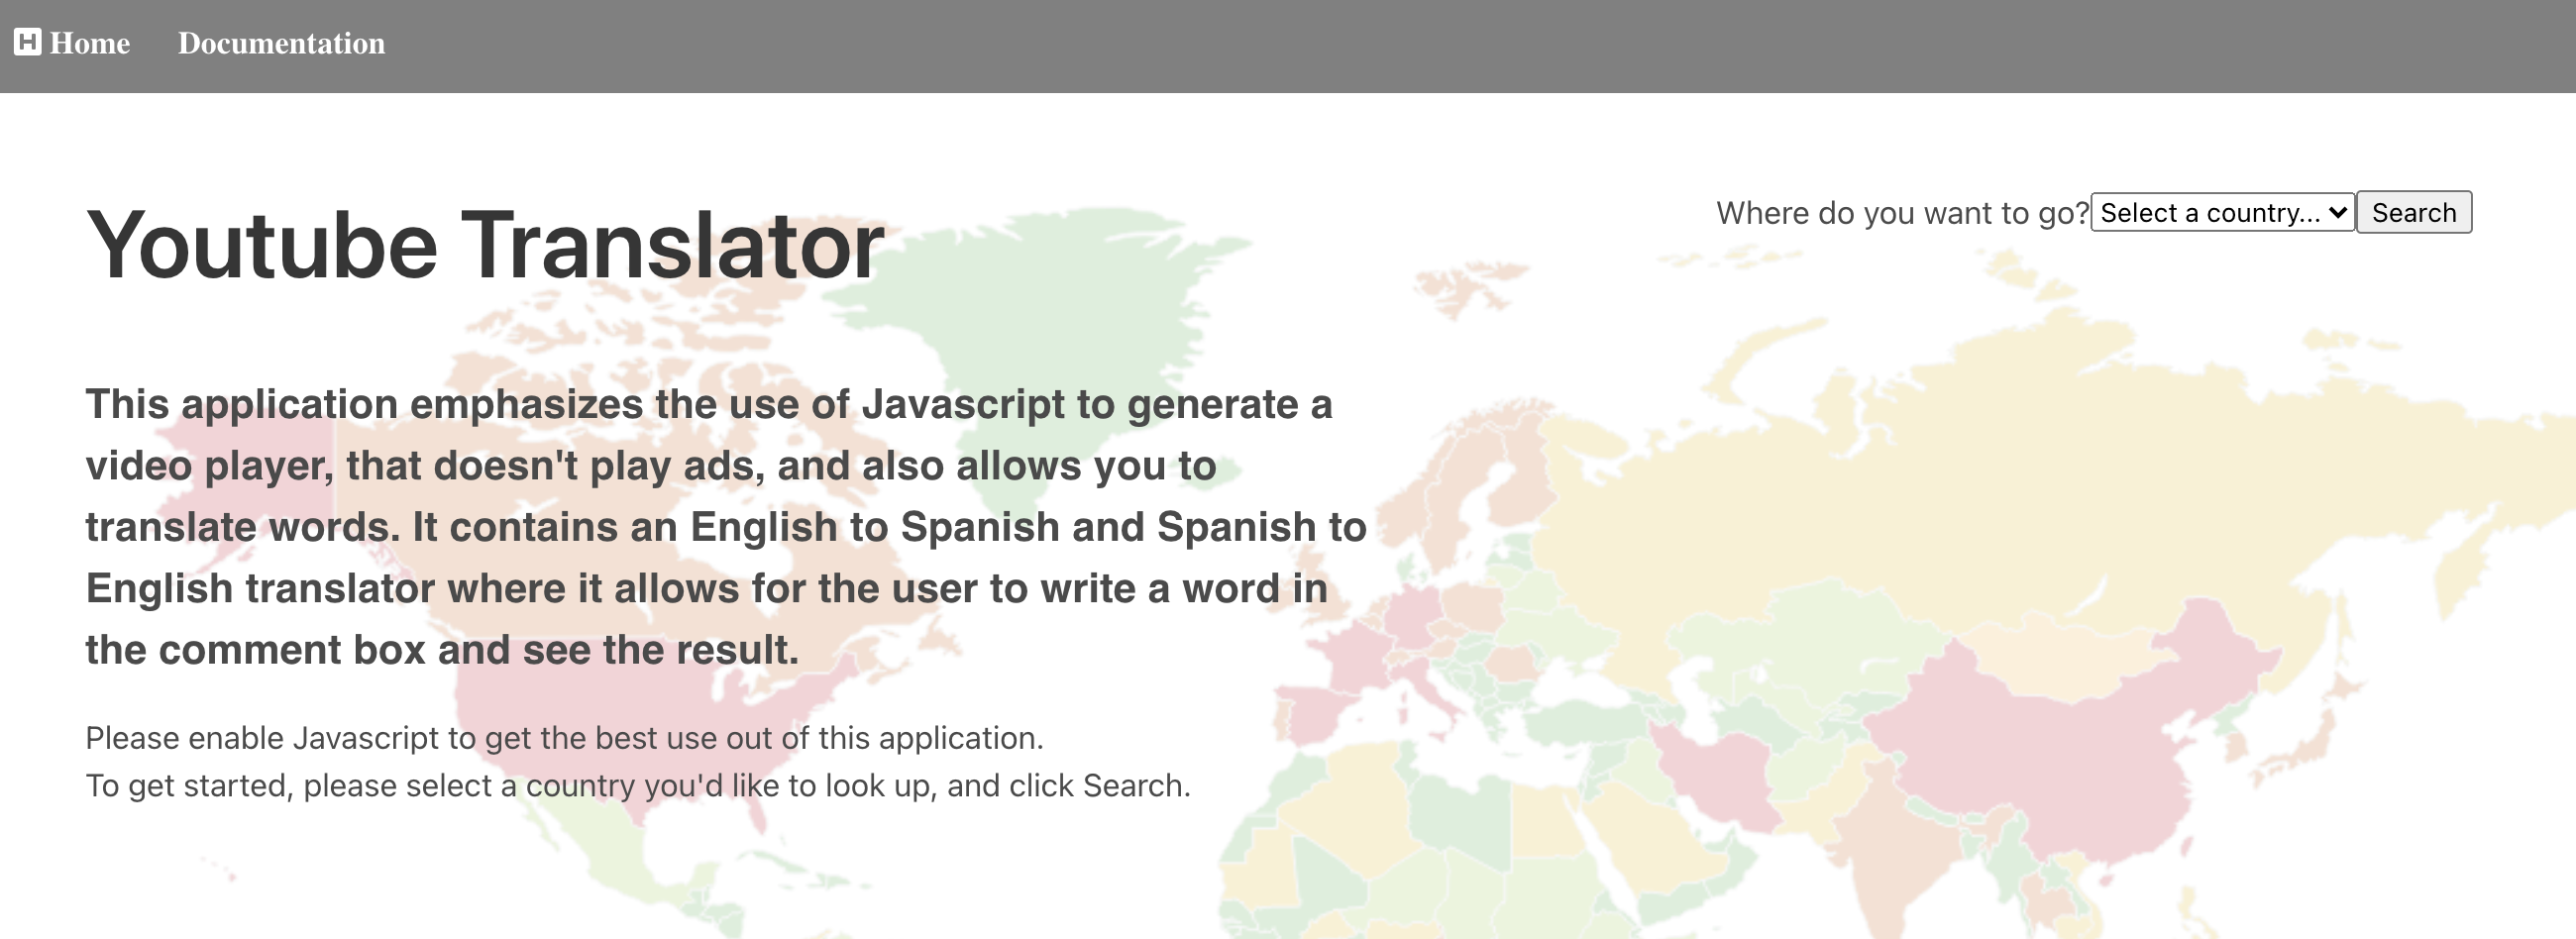 H Home Documentation
Where do you want to go? Select a country... Search
Youtube Translator
This application emphasizes the use of Javascript to generate a
video player, that doesn't play ads, and also allows you to
translate words. It contains an English to Spanish and Spanish to
English translator where it allows for the user to write a word in
the comment box and see the result.
Please enable Javascript to get the best use out of this application.
To get started, please select a country you'd like to look up, and click Search.